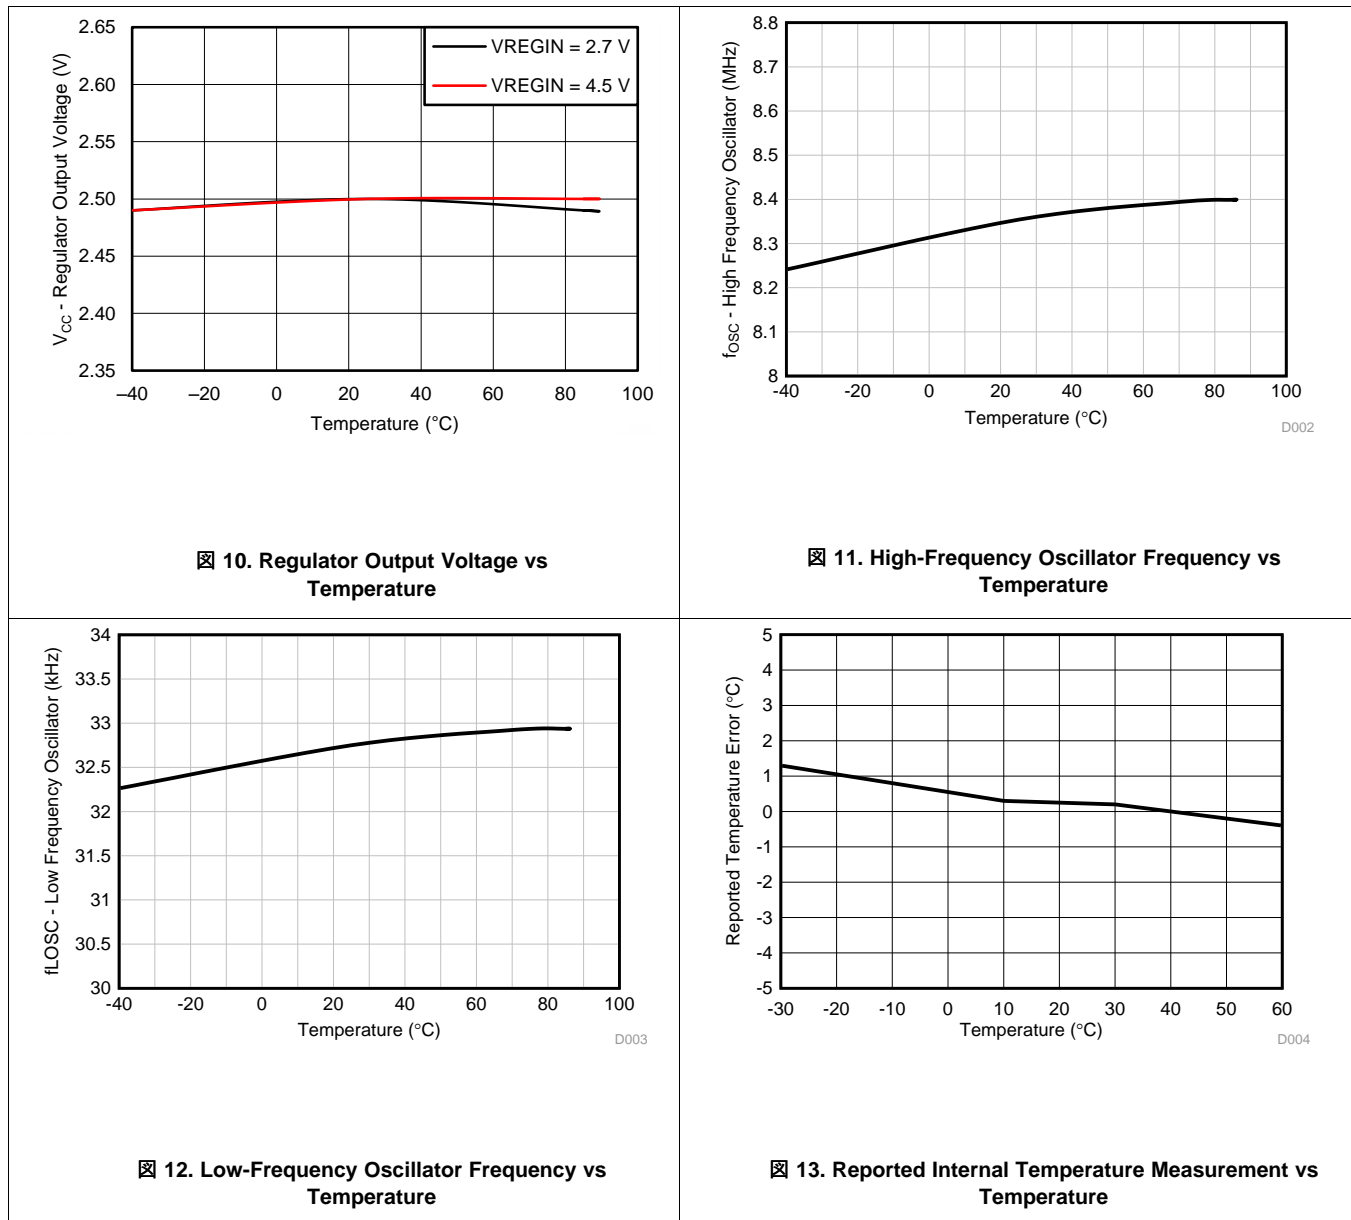 2.65
2.60
2.55
2.50
2.45
2.40
2.35
V_CC - Regulator Output Voltage (V)
VREGIN = 2.7 V
VREGIN = 4.5 V
–40 –20 0 20 40 60 80 100
Temperature (°C)
図 10. Regulator Output Voltage vs
Temperature
8.8
8.7
8.6
8.5
8.4
8.3
8.2
8.1
8
fOSC - High Frequency Oscillator (MHz)
-40 -20 0 20 40 60 80 100
Temperature (°C)
D002
図 11. High-Frequency Oscillator Frequency vs
Temperature
34
33.5
33
32.5
32
31.5
31
30.5
30
fLOSC - Low Frequency Oscillator (kHz)
-40 -20 0 20 40 60 80 100
Temperature (°C)
D003
図 12. Low-Frequency Oscillator Frequency vs
Temperature
5
4
3
2
1
0
-1
-2
-3
-4
-5
Reported Temperature Error (°C)
-30 -20 -10 0 10 20 30 40 50 60
Temperature (°C)
D004
図 13. Reported Internal Temperature Measurement vs
Temperature